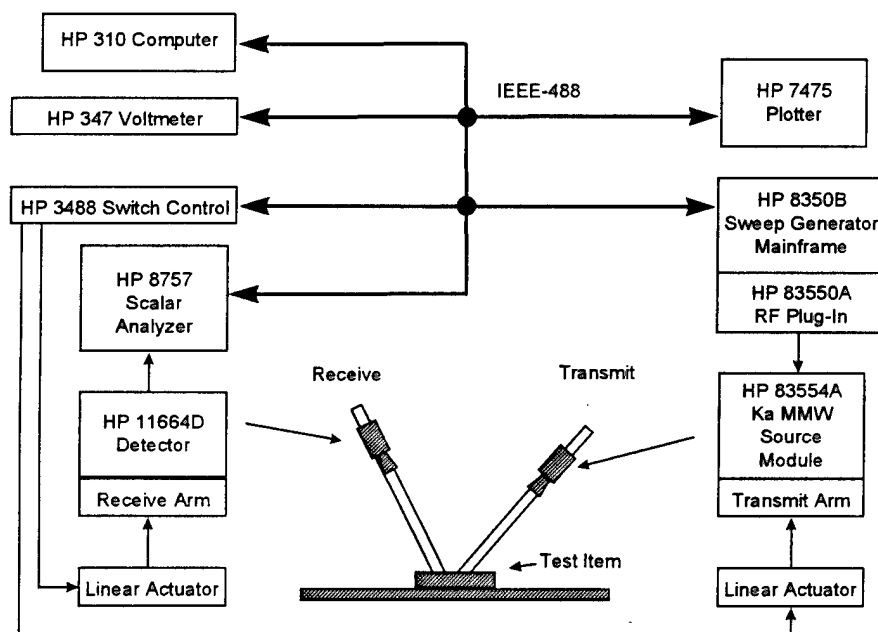 HP 310 Computer
HP 347 Voltmeter
IEEE-488
HP 7475
Plotter
HP 3488 Switch Control
HP 8350B
Sweep Generator
Mainframe
HP 8757
Scalar
Analyzer
HP 83550A
RF Plug-In
Receive
Transmit
HP 11664D
Detector
HP 83554A
Ka MMW
Source
Module
Receive Arm
Transmit Arm
Test Item
Linear Actuator
Linear Actuator